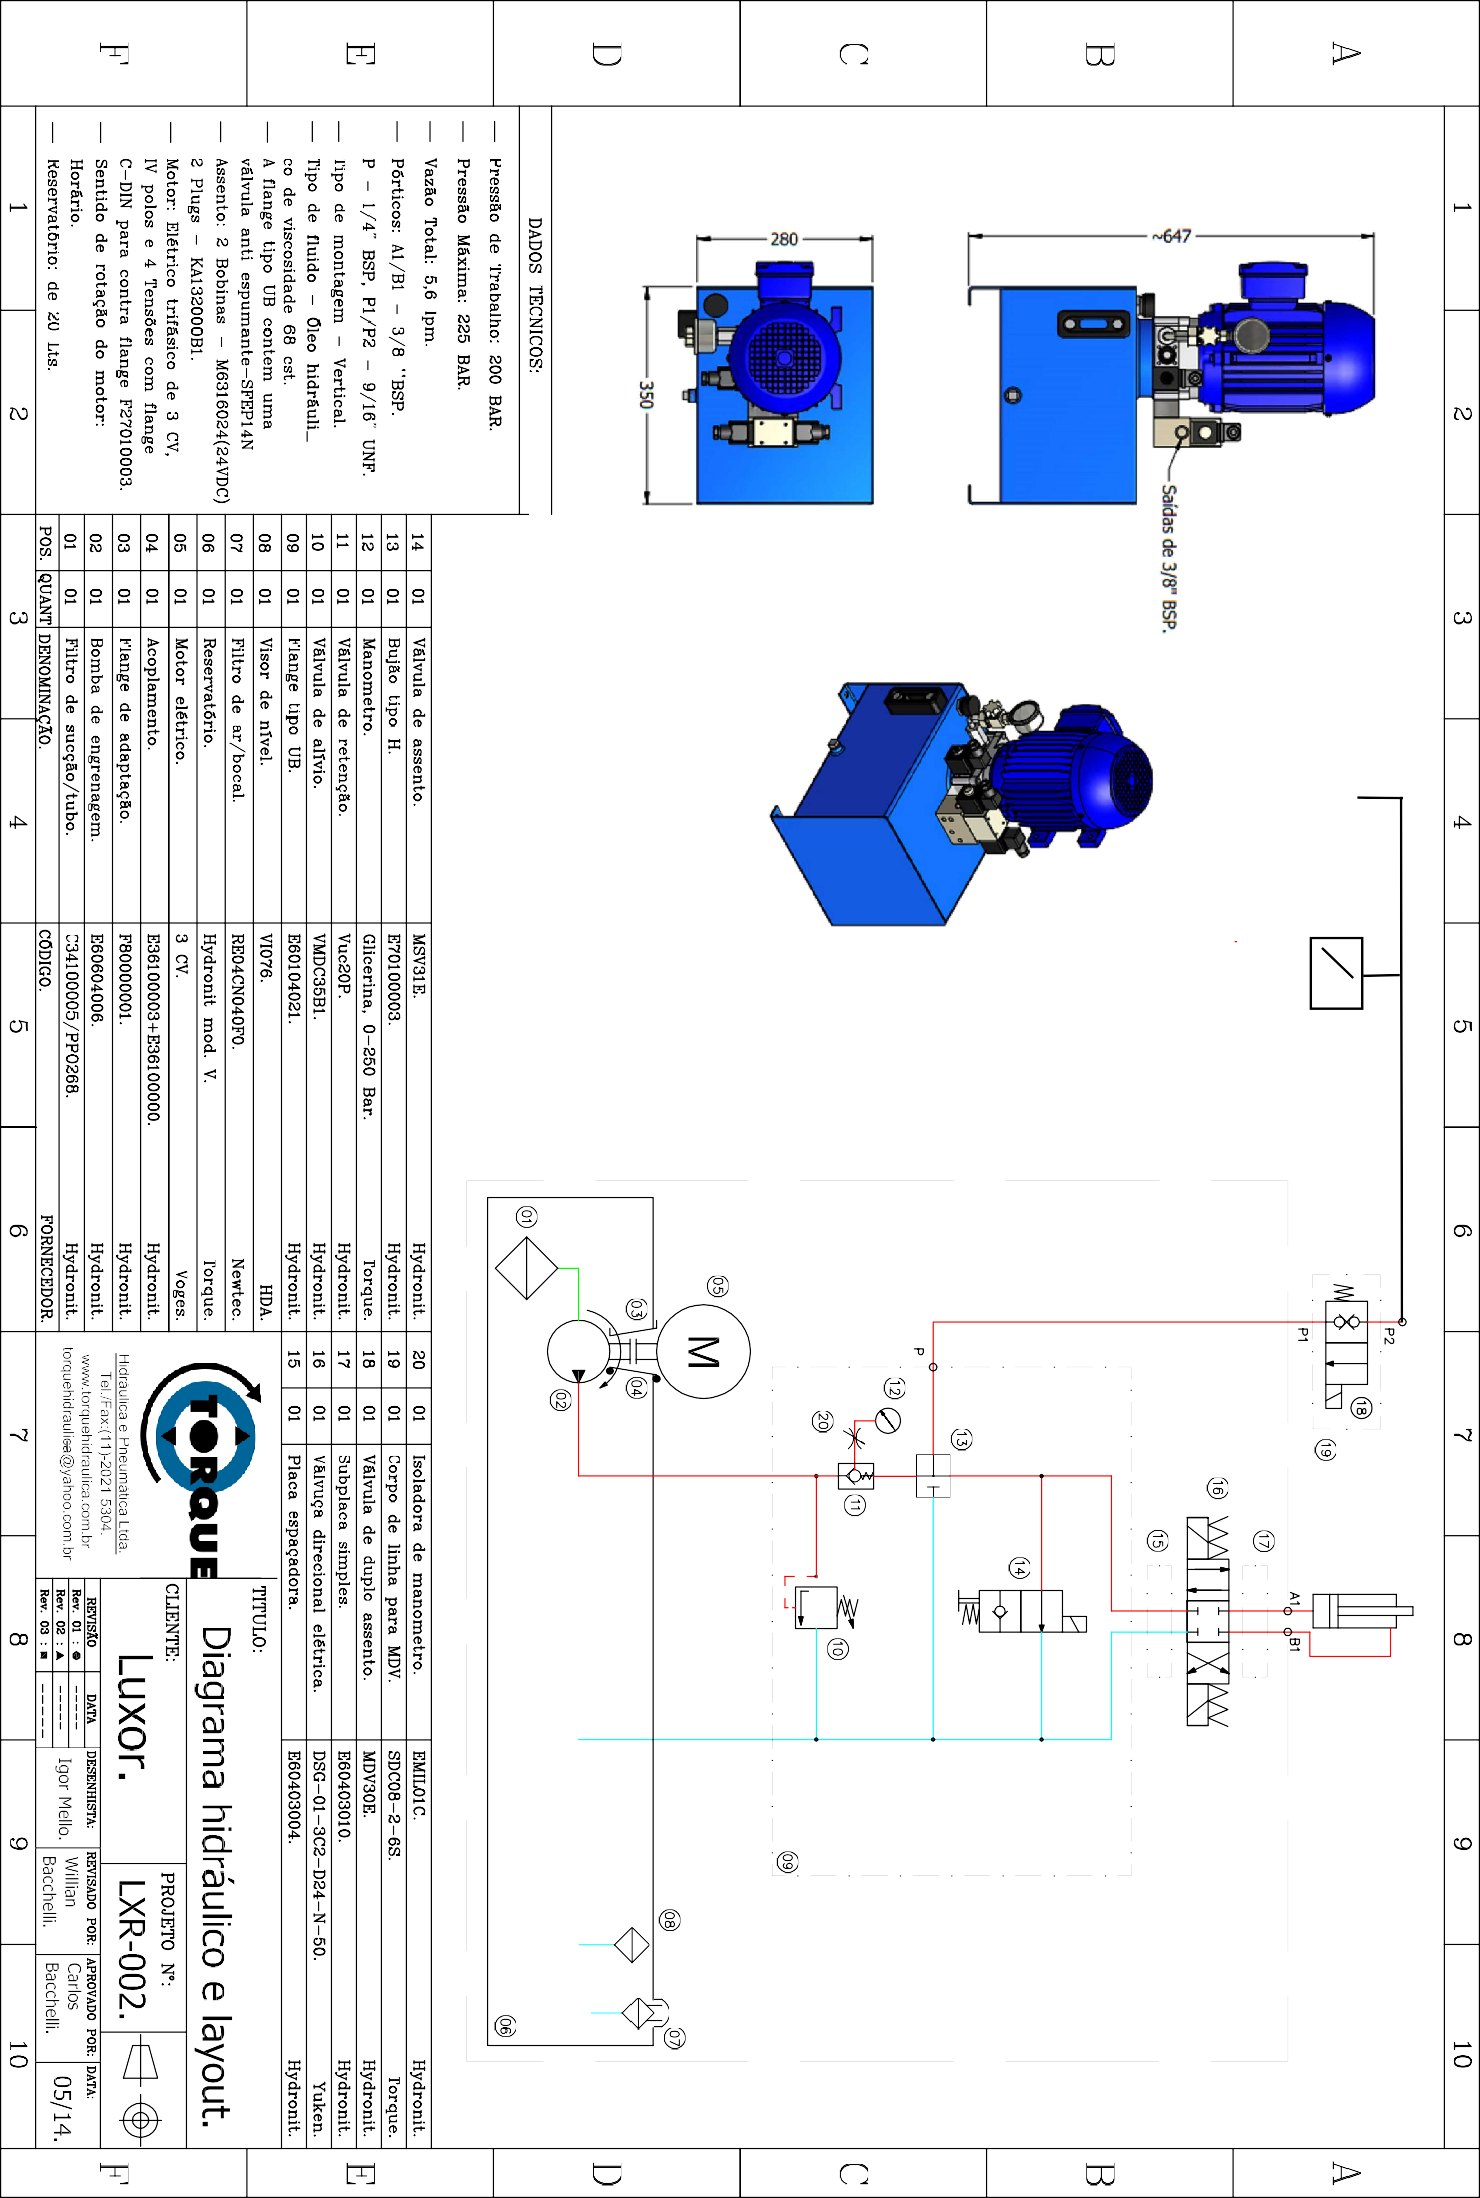 A
B
C
D
E
F
1
2
3
4
5
6
7
8
9
10
~647
280
350
Saídas de 3/8" BSP.
DADOS TECNICOS:
— Pressão de Trabalho: 200 BAR.
— Pressão Máxima: 225 BAR.
— Vazão Total: 5,6 lpm.
— Pórticos: A1/B1 — 3/8 "BSP.
P — 1/4" BSP, P1/P2 — 9/16" UNF.
— Tipo de montagem — Vertical.
— Tipo de fluido — Óleo hidráuli_
co de viscosidade 68 cst.
— A flange tipo UB contem uma
válvula anti espumante—SFEP14N
— Assento: 2 Bobinas — M6316024(24VDC)
2 Plugs — KA132000B1.
— Motor: Elétrico trifásico de 3 CV,
IV polos e 4 Tensões com flange
C—DIN para contra flange F27010003.
— Sentido de rotação do motor:
Horário.
— Reservatório: de 20 Lts.
14 01 Válvula de assento. MSV31E. Hydronit.
13 01 Bujão tipo H. E70100003. Hydronit.
12 01 Manometro. Glicerina, 0—250 Bar. Torque.
11 01 Válvula de retenção. Vuc20P. Hydronit.
10 01 Válvula de alívio. VMDC35B1. Hydronit.
09 01 Flange tipo UB. E60104021. Hydronit.
08 01 Visor de nível. VI076. HDA.
07 01 Filtro de ar/bocal. RE04CN040F0. Newtec.
06 01 Reservatório. Hydronit mod. V. Torque.
05 01 Motor elétrico. 3 CV. Voges.
04 01 Acoplamento. E36100003+E36100000. Hydronit.
03 01 Flange de adaptação. F80000001. Hydronit.
02 01 Bomba de engrenagem. E60604006. Hydronit.
01 01 Filtro de sucção/tubo. C34100005/PP0268. Hydronit.
POS. QUANT DENOMINAÇÃO. CÓDIGO. FORNECEDOR.
20 01 Isoladora de manometro. EMIL01C. Hydronit.
19 01 Corpo de linha para MDV. SDC08—2—6S. Torque.
18 01 Válvula de duplo assento. MDV30E. Hydronit.
17 01 Subplaca simples. E60403010. Hydronit.
16 01 Válvuça direcional elétrica. DSG—01—3C2—D24—N—50. Yuken.
15 01 Placa espaçadora. E60403004. Hydronit.
P2
P1
18
19
16
17
15
A1
B1
P
13
12
20
11
14
10
09
05
M
03
04
02
01
08
07
06
TORQUE
Hidráulica e Pneumática Ltda.
Tel./Fax:(11)-2021 5304.
www.torquehidraulica.com.br
torquehidraulisa@yahoo.com.br
TITULO:
Diagrama hidráulico e layout.
CLIENTE:
Luxor.
PROJETO Nº:
LXR-002.
REVISÃO DATA
Rev. 01 : -----
Rev. 02 : -----
Rev. 03 : -----
DESENHISTA:
Igor Mello.
REVISADO POR:
Willian
Bacchelli.
APROVADO POR:
Carlos
Bacchelli.
DATA:
05/14.
1
2
3
4
5
6
7
8
9
10
A
B
C
D
E
F